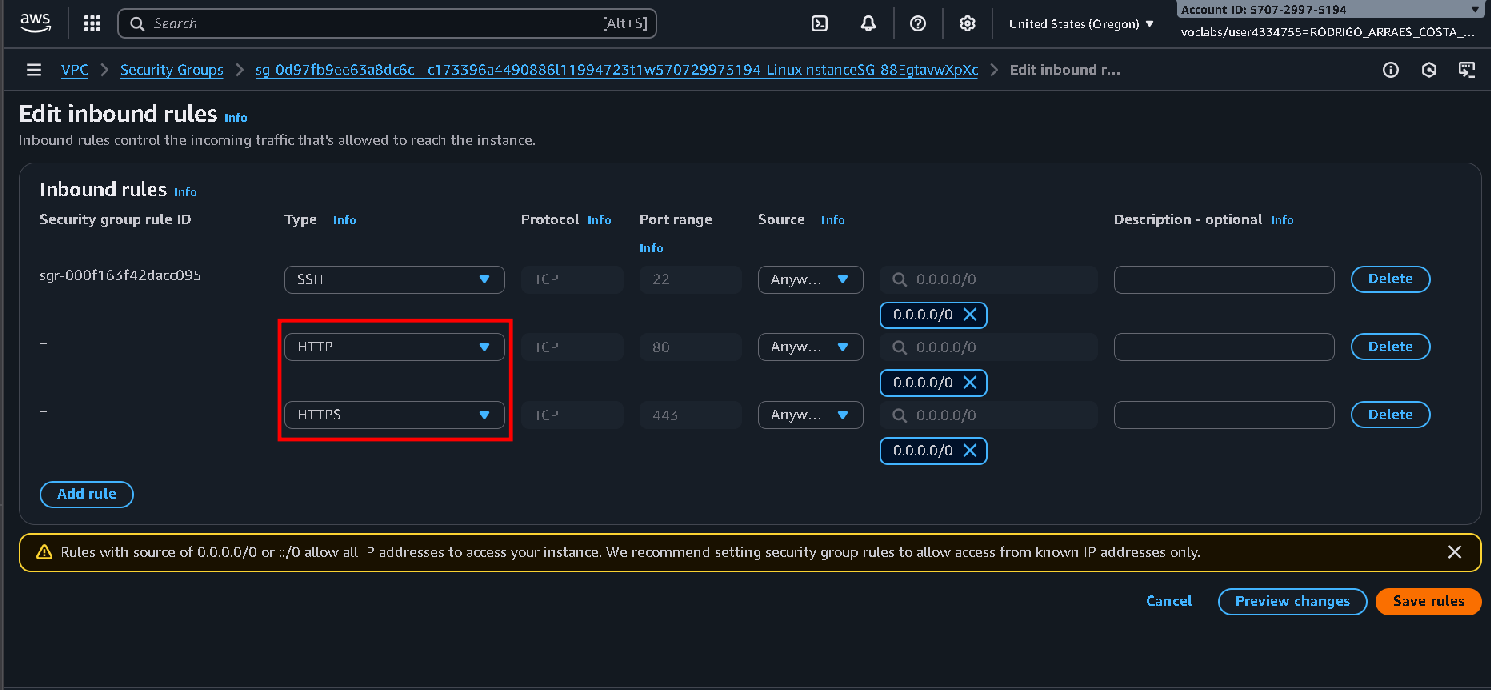 aws
Search [Alt+S]
United States (Oregon)
Account ID: 5707-2997-5194
voclabs/user4334755=RODRIGO_ARRAES_COSTA_...
VPC > Security Groups > Edit inbound r...
Edit inbound rules Info
Inbound rules control the incoming traffic that's allowed to reach the instance.
Inbound rules Info
Security group rule ID Type Info Protocol Info Port range Info Source Info Description - optional Info
sgr-000f163f42dacc095 SSH TCP 22 Anyw... 0.0.0.0/0 Delete
0.0.0.0/0
– HTTP TCP 80 Anyw... 0.0.0.0/0 Delete
0.0.0.0/0
– HTTPS TCP 443 Anyw... 0.0.0.0/0 Delete
0.0.0.0/0
Add rule
Rules with source of 0.0.0.0/0 or ::/0 allow all IP addresses to access your instance. We recommend setting security group rules to allow access from known IP addresses only.
Cancel Preview changes Save rules